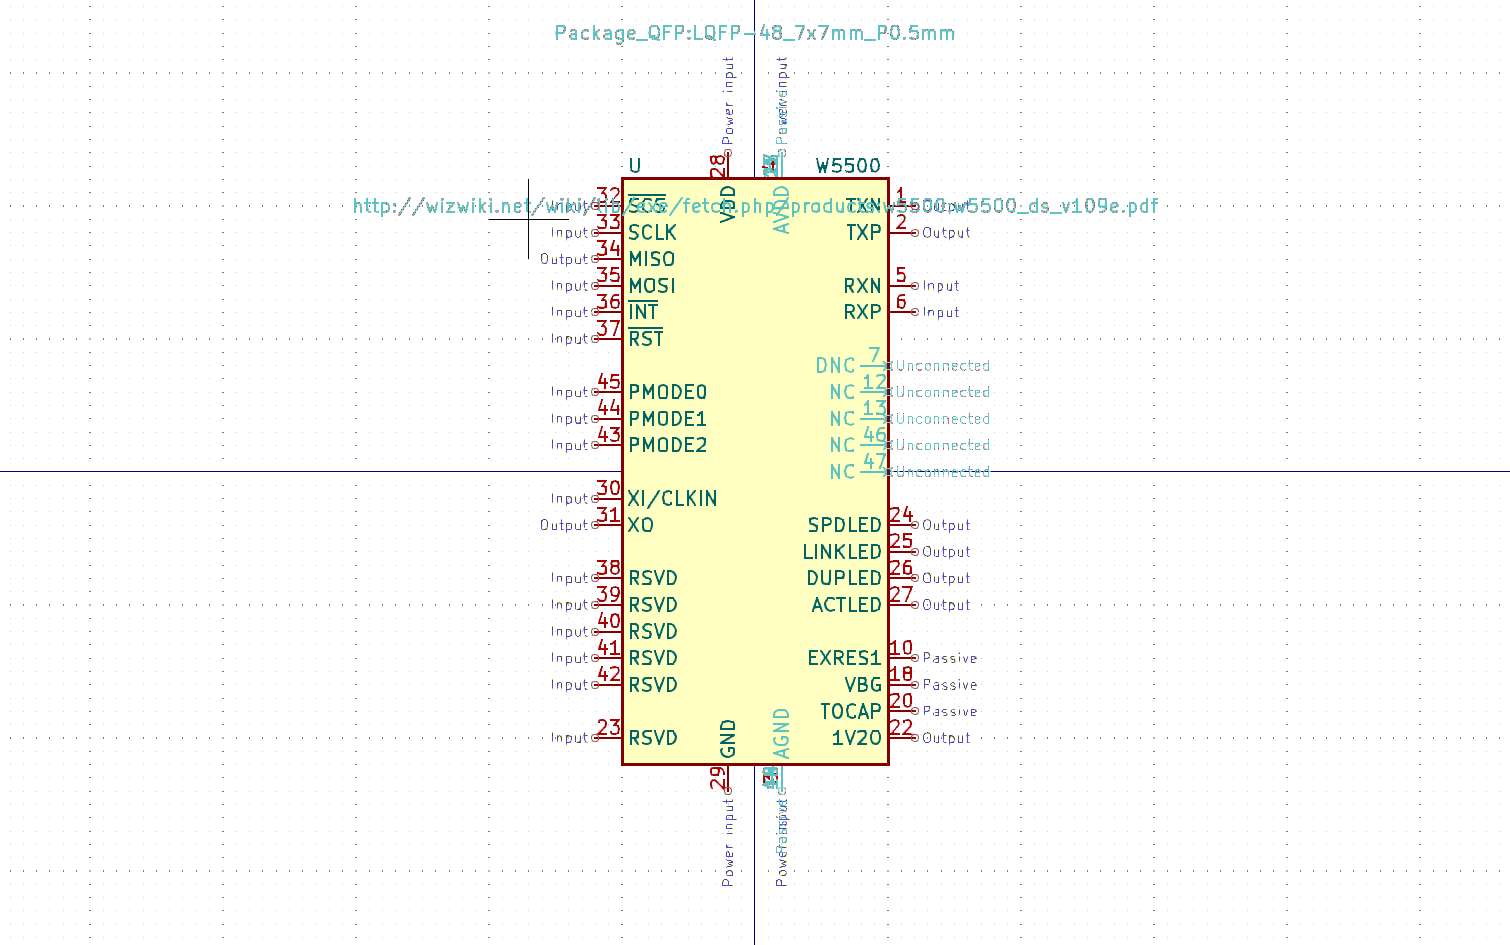 Package_QFP:LQFP-48_7x7mm_P0.5mm
Power input
Power input
U 28 W5500
VDD AVDD
http://wizwiki.net/wiki/lib/exe/fetch.php?products:w5500:w5500_ds_v109e.pdf
Input 32 SCS TXN 1 Output
Input 33 SCLK TXP 2 Output
Output 34 MISO
Input 35 MOSI RXN 5 Input
Input 36 INT RXP 6 Input
Input 37 RST
DNC 7 Unconnected
Input 45 PMODE0 NC 12 Unconnected
Input 44 PMODE1 NC 13 Unconnected
Input 43 PMODE2 NC 46 Unconnected
NC 47 Unconnected
Input 30 XI/CLKIN
Output 31 XO SPDLED 24 Output
LINKLED 25 Output
Input 38 RSVD DUPLED 26 Output
Input 39 RSVD ACTLED 27 Output
Input 40 RSVD
Input 41 RSVD EXRES1 10 Passive
Input 42 RSVD VBG 18 Passive
TOCAP 20 Passive
Input 23 RSVD 1V2O 22 Output
GND AGND
29
Power input
Power input